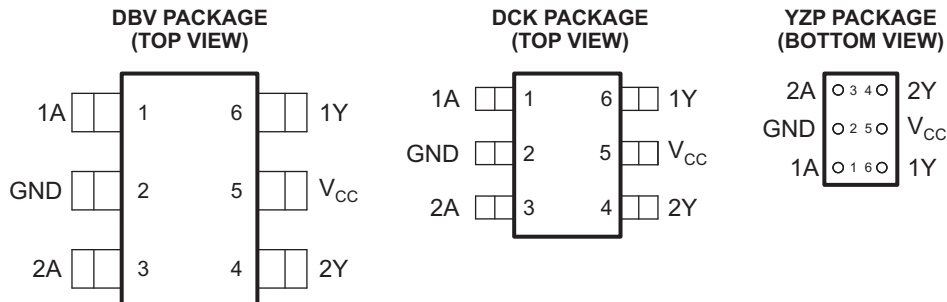 DBV PACKAGE
(TOP VIEW)
1A 1 6 1Y
GND 2 5 VCC
2A 3 4 2Y
DCK PACKAGE
(TOP VIEW)
1A 1 6 1Y
GND 2 5 VCC
2A 3 4 2Y
YZP PACKAGE
(BOTTOM VIEW)
2A 3 4 2Y
GND 2 5 VCC
1A 1 6 1Y